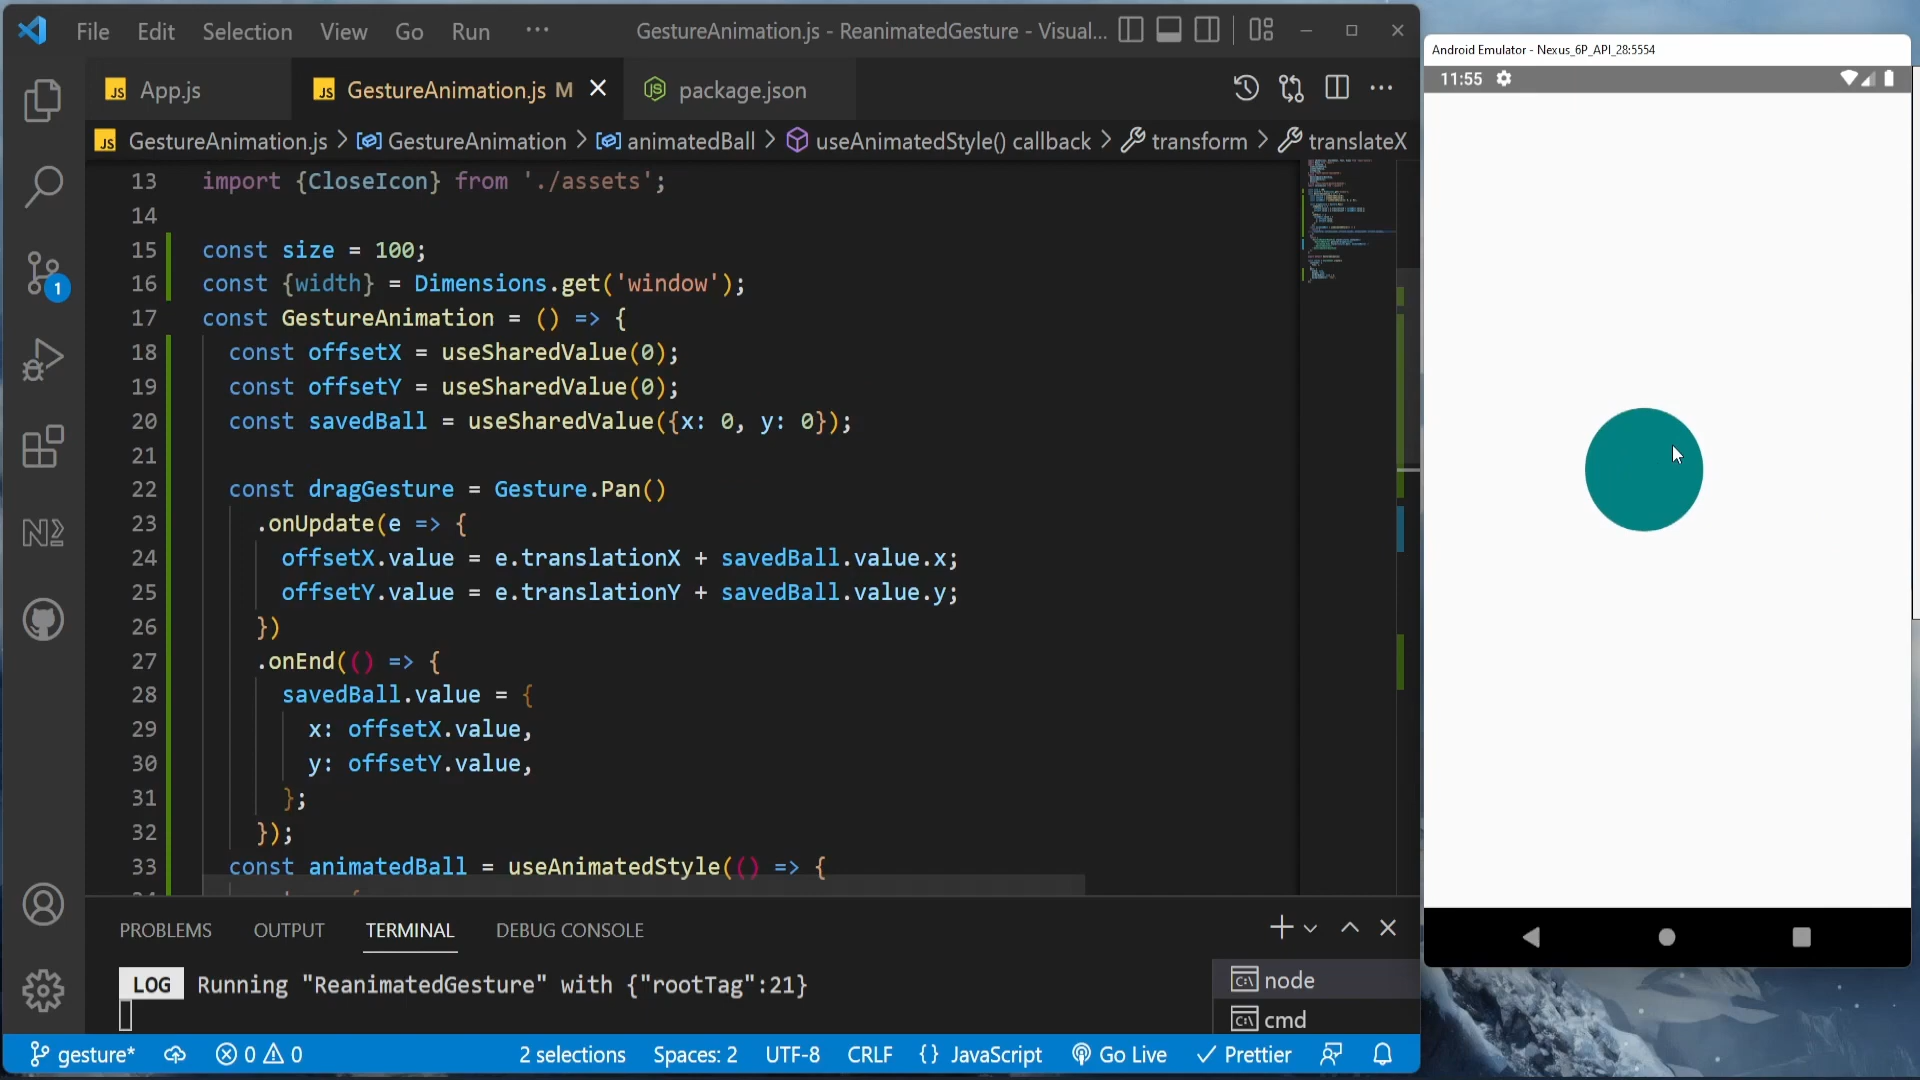 File Edit Selection View Go Run ··· GestureAnimation.js - ReanimatedGesture - Visual...
App.js GestureAnimation.js M package.json
GestureAnimation.js > GestureAnimation > animatedBall > useAnimatedStyle() callback > transform > translateX
13 import {CloseIcon} from './assets';
14
15 const size = 100;
16 const {width} = Dimensions.get('window');
17 const GestureAnimation = () => {
18 const offsetX = useSharedValue(0);
19 const offsetY = useSharedValue(0);
20 const savedBall = useSharedValue({x: 0, y: 0});
21
22 const dragGesture = Gesture.Pan()
23 .onUpdate(e => {
24 offsetX.value = e.translationX + savedBall.value.x;
25 offsetY.value = e.translationY + savedBall.value.y;
26 })
27 .onEnd(() => {
28 savedBall.value = {
29 x: offsetX.value,
30 y: offsetY.value,
31 };
32 });
33 const animatedBall = useAnimatedStyle(() => {
1
PROBLEMS OUTPUT TERMINAL DEBUG CONSOLE
LOG Running "ReanimatedGesture" with {"rootTag":21}
node
cmd
gesture* 0 0 2 selections Spaces: 2 UTF-8 CRLF {} JavaScript Go Live Prettier
Android Emulator - Nexus_6P_API_28:5554
11:55